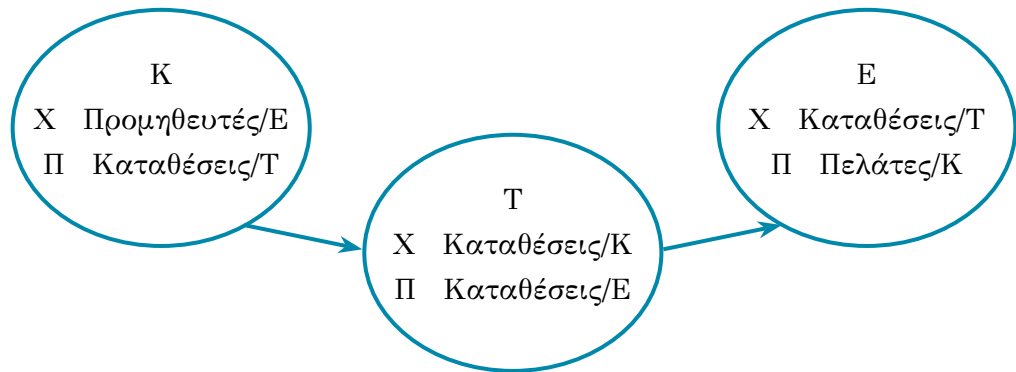 Κ
Χ Προμηθευτές/Ε
Π Καταθέσεις/Τ
Τ
Χ Καταθέσεις/Κ
Π Καταθέσεις/Ε
Ε
Χ Καταθέσεις/Τ
Π Πελάτες/Κ